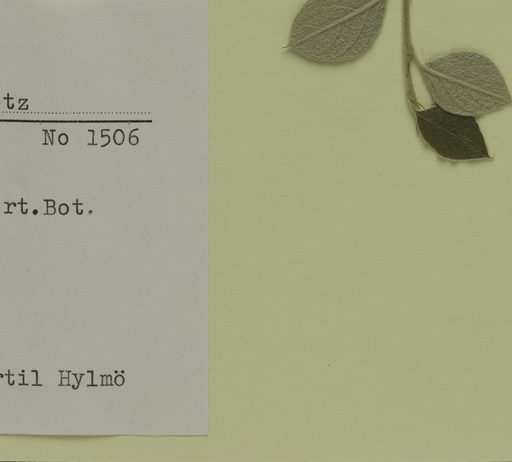 tz
No 1506
rt.Bot.
rtil Hylmö